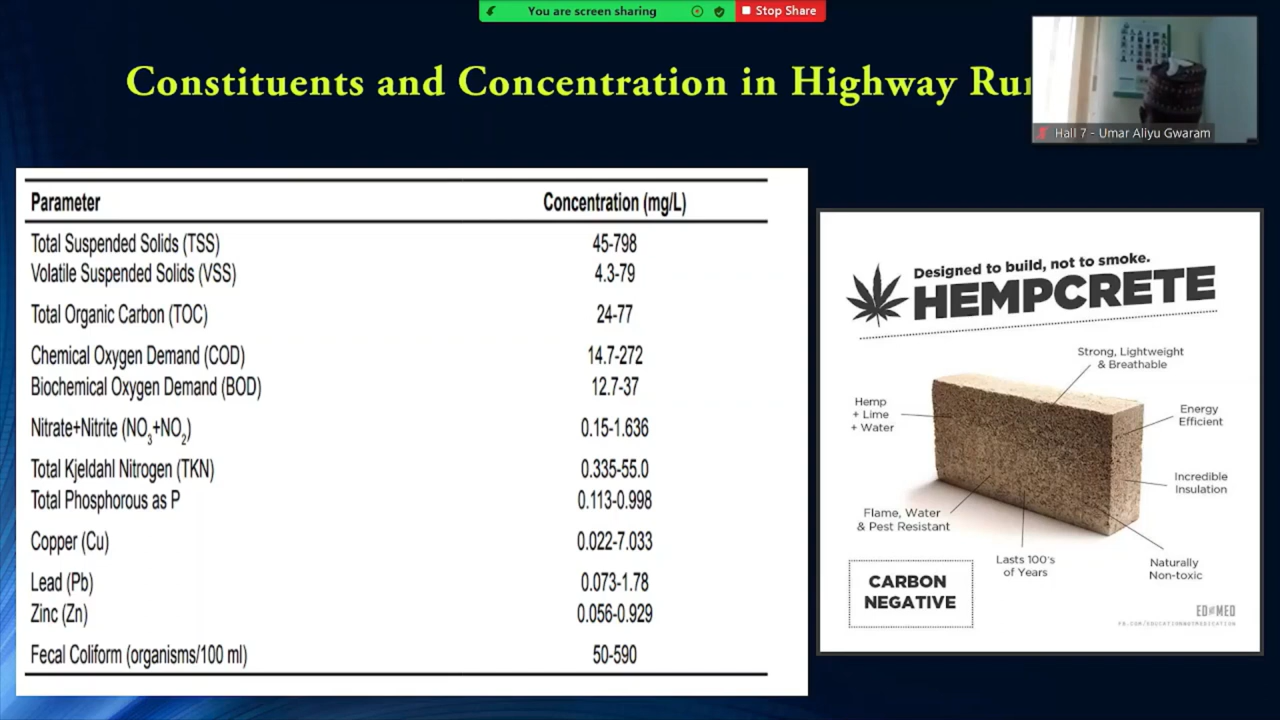 You are screen sharing
Stop Share
Constituents and Concentration in Highway
Hall 7 - Umar Aliyu Gwaram
Parameter Concentration (mg/L)
Total Suspended Solids (TSS) 45-798
Volatile Suspended Solids (VSS) 4.3-79
Total Organic Carbon (TOC) 24-77
Chemical Oxygen Demand (COD) 14.7-272
Biochemical Oxygen Demand (BOD) 12.7-37
Nitrate+Nitrite (NO3+NO2) 0.15-1.636
Total Kjeldahl Nitrogen (TKN) 0.335-55.0
Total Phosphorous as P 0.113-0.998
Copper (Cu) 0.022-7.033
Lead (Pb) 0.073-1.78
Zinc (Zn) 0.056-0.929
Fecal Coliform (organisms/100 ml) 50-590
Designed to build, not to smoke.
HEMPCRETE
Strong, Lightweight
& Breathable
Hemp
+ Lime
+ Water
Energy
Efficient
Incredible
Insulation
Flame, Water
& Pest Resistant
Lasts 100's
of Years
Naturally
Non-toxic
CARBON
NEGATIVE
FB.COM/EDUCATIONNOTMEDICATION